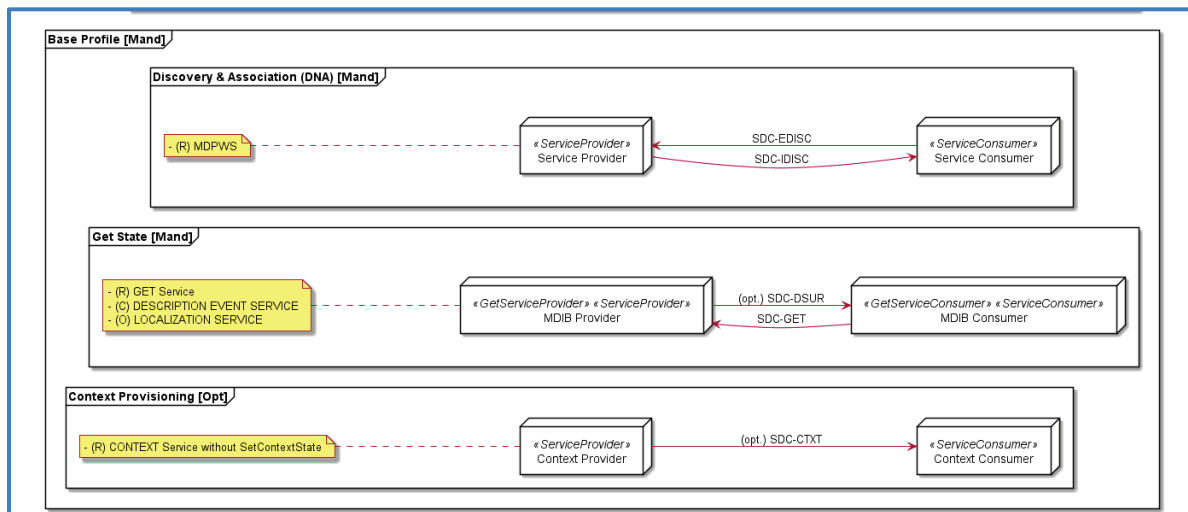 Base Profile [Mand]
Discovery & Association (DNA) [Mand]
- (R) MDPWS
«ServiceProvider»
Service Provider
SDC-EDISC
SDC-IDISC
«ServiceConsumer»
Service Consumer
Get State [Mand]
- (R) GET Service
- (C) DESCRIPTION EVENT SERVICE
- (O) LOCALIZATION SERVICE
«GetServiceProvider» «ServiceProvider»
MDIB Provider
(opt.) SDC-DSUR
SDC-GET
«GetServiceConsumer» «ServiceConsumer»
MDIB Consumer
Context Provisioning [Opt]
- (R) CONTEXT Service without SetContextState
«ServiceProvider»
Context Provider
(opt.) SDC-CTXT
«ServiceConsumer»
Context Consumer